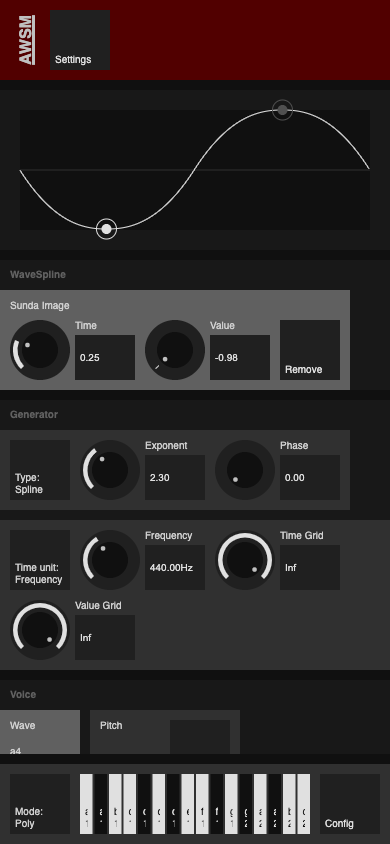 AWSM
Settings
WaveSpline
Sunda Image
Time
0.25
Value
-0.98
Remove
Generator
Type:
Spline
Exponent
2.30
Phase
0.00
Time unit:
Frequency
Frequency
440.00Hz
Time Grid
Inf
Value Grid
Inf
Voice
Wave
a4
Pitch
Mode:
Poly
Config